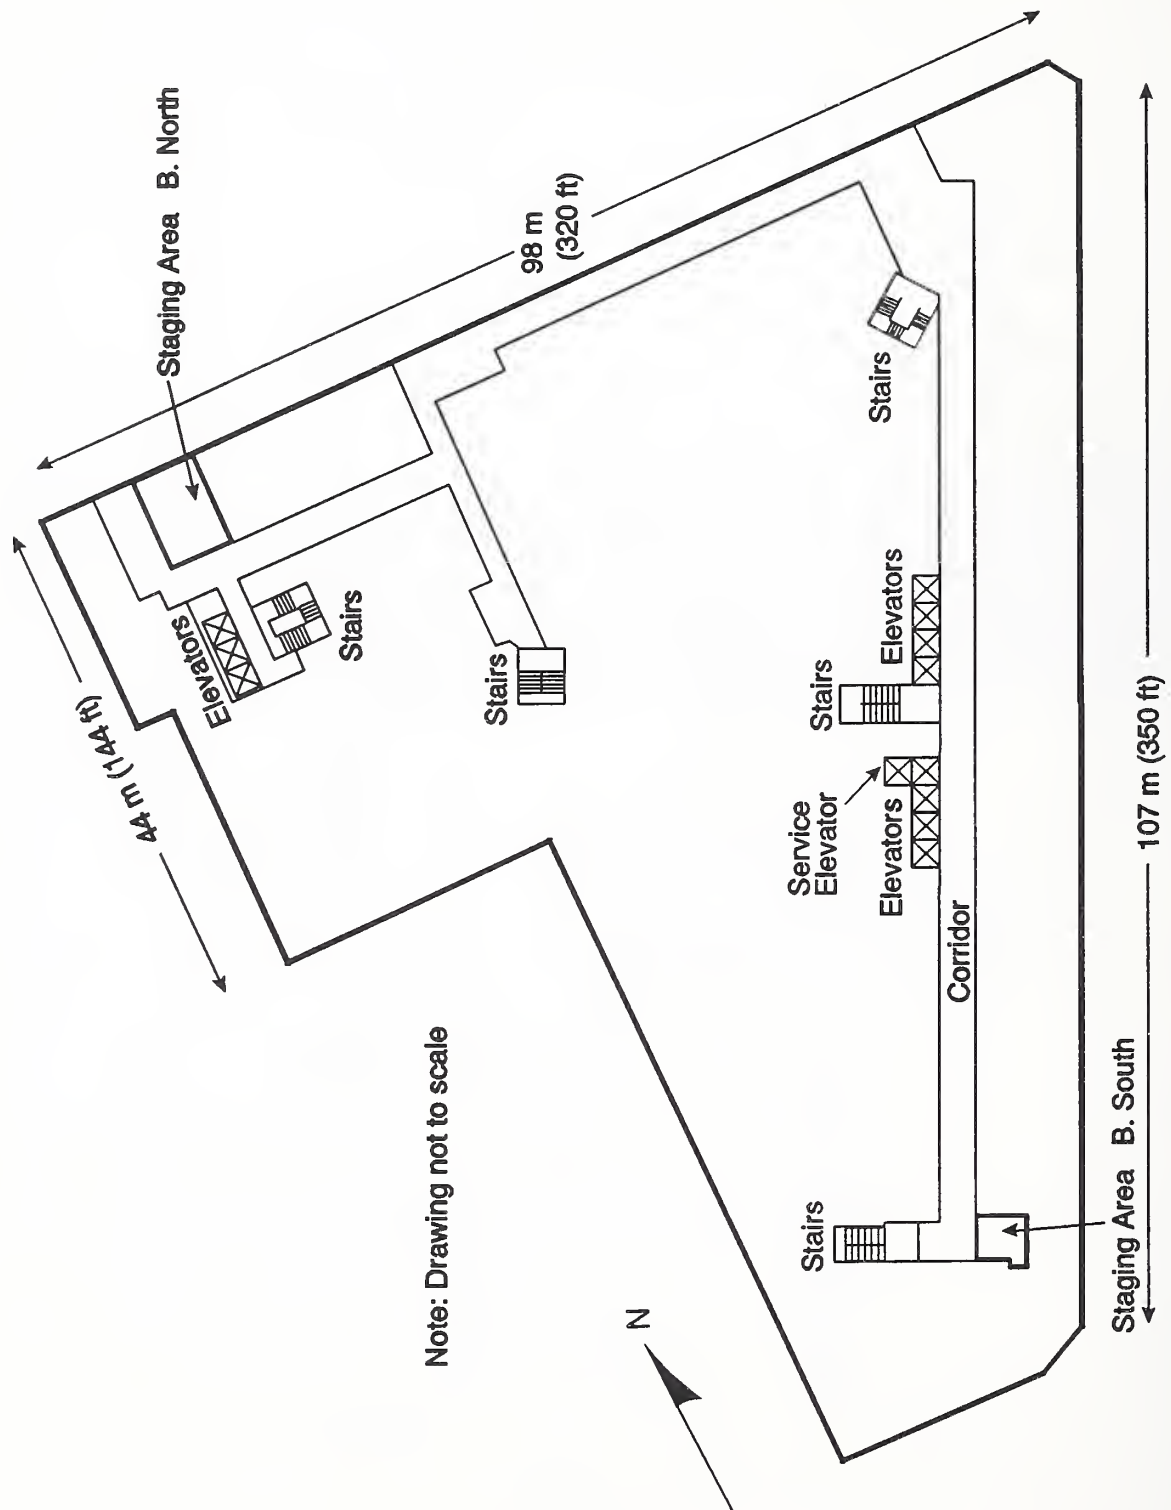 Staging Area B. North
98 m
(320 ft)
44 m (144 ft)
Elevators
Stairs
Stairs
Stairs
Elevators
Stairs
Service
Elevator
Elevators
Corridor
Stairs
Staging Area B. South
107 m (350 ft)
Note: Drawing not to scale
N